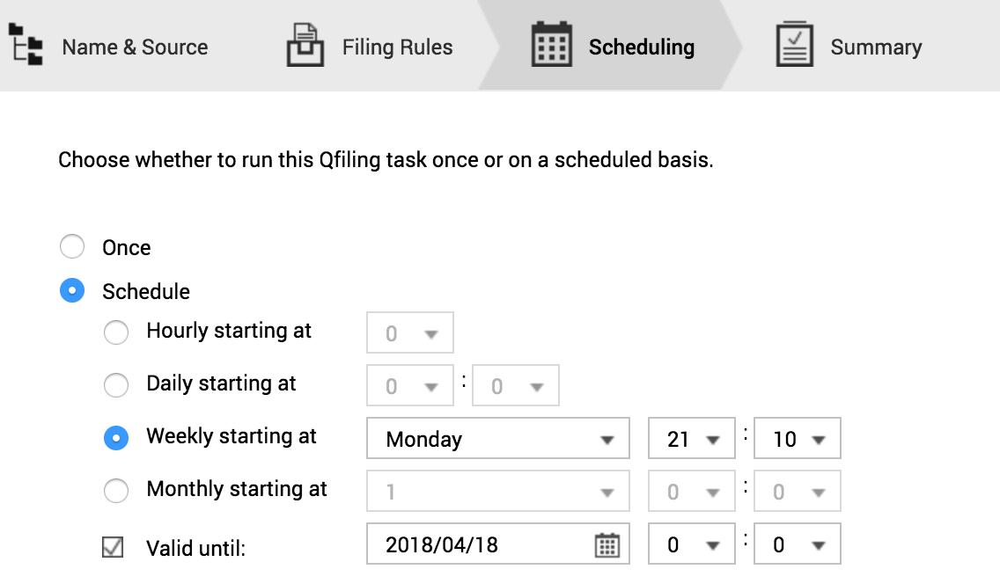 Name & Source Filing Rules Scheduling Summary
Choose whether to run this Qfiling task once or on a scheduled basis.
Once
Schedule
Hourly starting at 0
Daily starting at 0 : 0
Weekly starting at Monday 21 : 10
Monthly starting at 1 0 : 0
Valid until: 2018/04/18 0 : 0